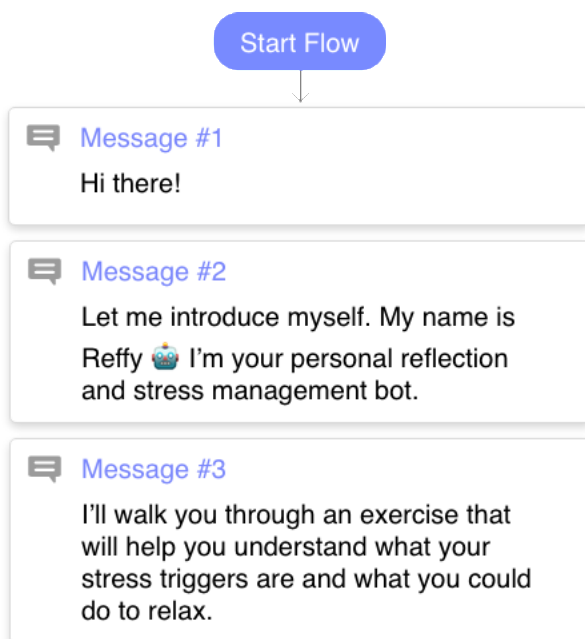 Start Flow
Message #1
Hi there!
Message #2
Let me introduce myself. My name is
Reffy 🤖 I’m your personal reflection
and stress management bot.
Message #3
I’ll walk you through an exercise that
will help you understand what your
stress triggers are and what you could
do to relax.